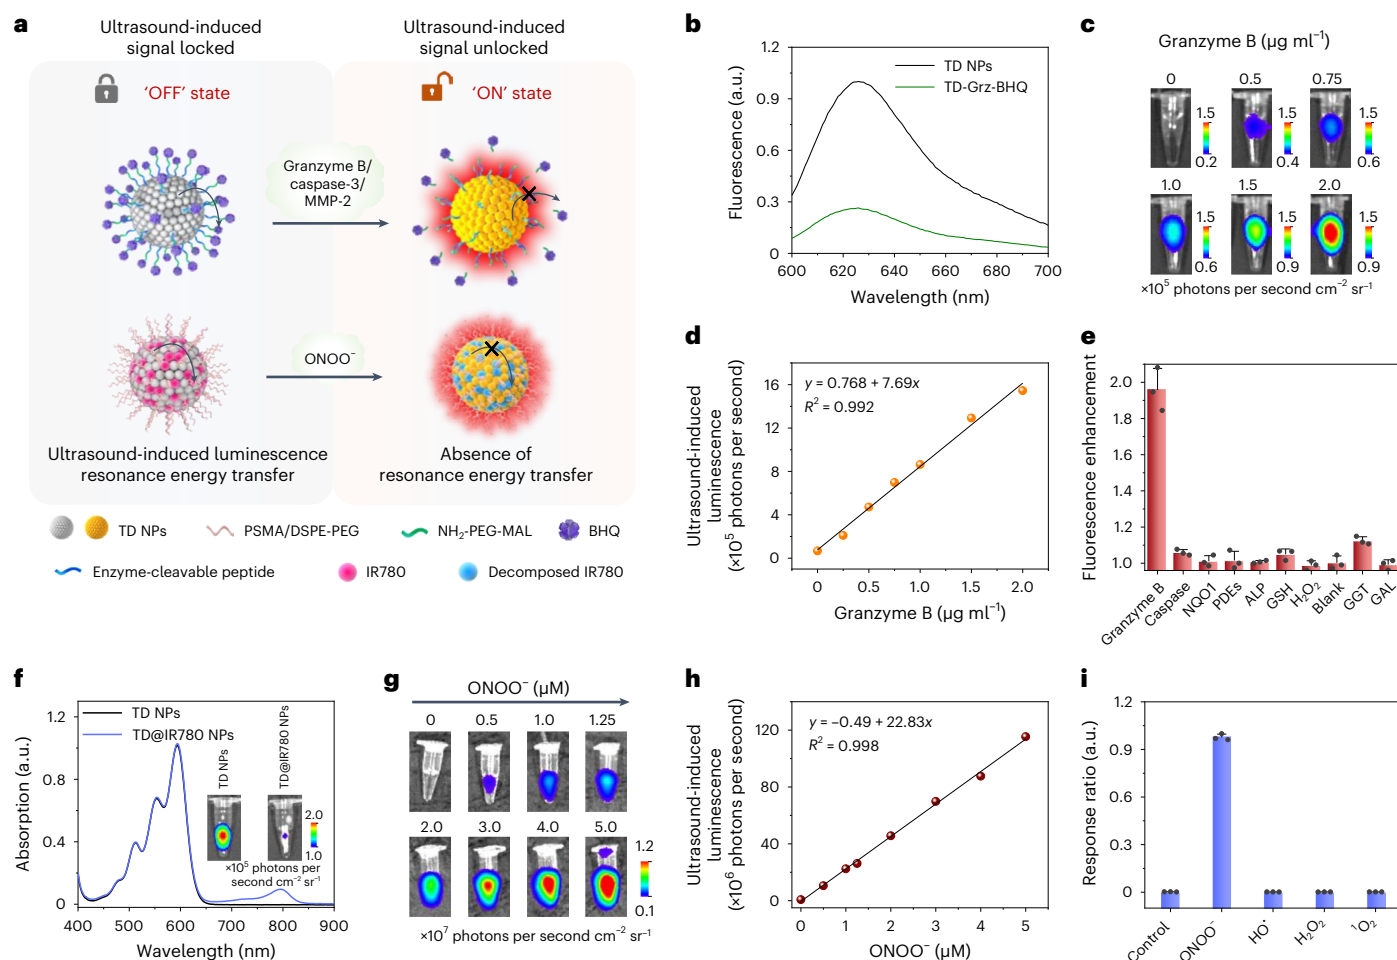 a
Ultrasound-induced
signal locked
Ultrasound-induced
signal unlocked
'OFF' state
'ON' state
Granzyme B/
caspase-3/
MMP-2
ONOO⁻
Ultrasound-induced luminescence
resonance energy transfer
Absence of
resonance energy transfer
TD NPs
PSMA/DSPE-PEG
NH₂-PEG-MAL
BHQ
Enzyme-cleavable peptide
IR780
Decomposed IR780
b
Fluorescence (a.u.)
1.2
0.9
0.6
0.3
0
TD NPs
TD-Grz-BHQ
600 620 640 660 680 700
Wavelength (nm)
c
Granzyme B (µg ml⁻¹)
0 0.5 0.75
1.5 1.5 1.5
0.2 0.4 0.6
1.0 1.5 2.0
1.5 1.5 1.5
0.6 0.9 0.9
×10⁵ photons per second cm⁻² sr⁻¹
d
Ultrasound-induced
luminescence
(×10⁵ photons per second)
16
12
8
4
0
y = 0.768 + 7.69x
R² = 0.992
0 0.5 1.0 1.5 2.0
Granzyme B (µg ml⁻¹)
e
Fluorescence enhancement
2.0
1.8
1.6
1.4
1.2
1.0
Granzyme B
Caspase
NQO1
PDEs
ALP
GSH
H₂O₂
Blank
GGT
GAL
f
Absorption (a.u.)
1.2
0.8
0.4
0
TD NPs
TD@IR780 NPs
TD NPs
TD@IR780 NPs
2.0
1.0
×10⁵ photons per
second cm⁻² sr⁻¹
400 500 600 700 800 900
Wavelength (nm)
g
ONOO⁻ (µM)
0 0.5 1.0 1.25
2.0 3.0 4.0 5.0
1.2
0.1
×10⁷ photons per second cm⁻² sr⁻¹
h
Ultrasound-induced
luminescence
(×10⁶ photons per second)
120
80
40
0
y = −0.49 + 22.83x
R² = 0.998
0 1 2 3 4 5
ONOO⁻ (µM)
i
Response ratio (a.u.)
1.2
0.9
0.6
0.3
0
Control
ONOO⁻
HO˙
H₂O₂
¹O₂